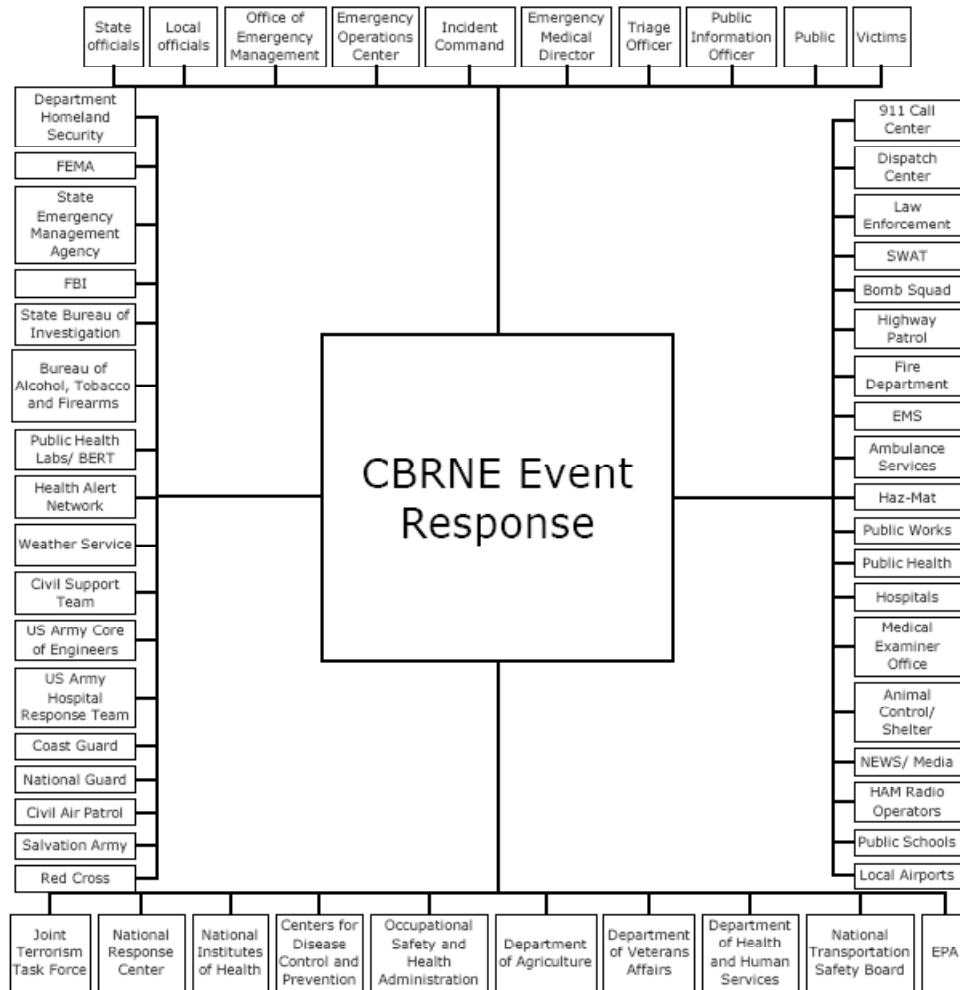 State
officials
Local
officials
Office of
Emergency
Management
Emergency
Operations
Center
Incident
Command
Emergency
Medical
Director
Triage
Officer
Public
Information
Officer
Public
Victims
Department
Homeland
Security
FEMA
State
Emergency
Management
Agency
FBI
State Bureau of
Investigation
Bureau of
Alcohol, Tobacco
and Firearms
Public Health
Labs/ BERT
Health Alert
Network
Weather Service
Civil Support
Team
US Army Core
of Engineers
US Army
Hospital
Response Team
Coast Guard
National Guard
Civil Air Patrol
Salvation Army
Red Cross
CBRNE Event
Response
911 Call
Center
Dispatch
Center
Law
Enforcement
SWAT
Bomb Squad
Highway
Patrol
Fire
Department
EMS
Ambulance
Services
Haz-Mat
Public Works
Public Health
Hospitals
Medical
Examiner
Office
Animal
Control/
Shelter
NEWS/ Media
HAM Radio
Operators
Public Schools
Local Airports
Joint
Terrorism
Task Force
National
Response
Center
National
Institutes
of Health
Centers for
Disease
Control and
Prevention
Occupational
Safety and
Health
Administration
Department
of Agriculture
Department
of Veterans
Affairs
Department
of Health
and Human
Services
National
Transportation
Safety Board
EPA